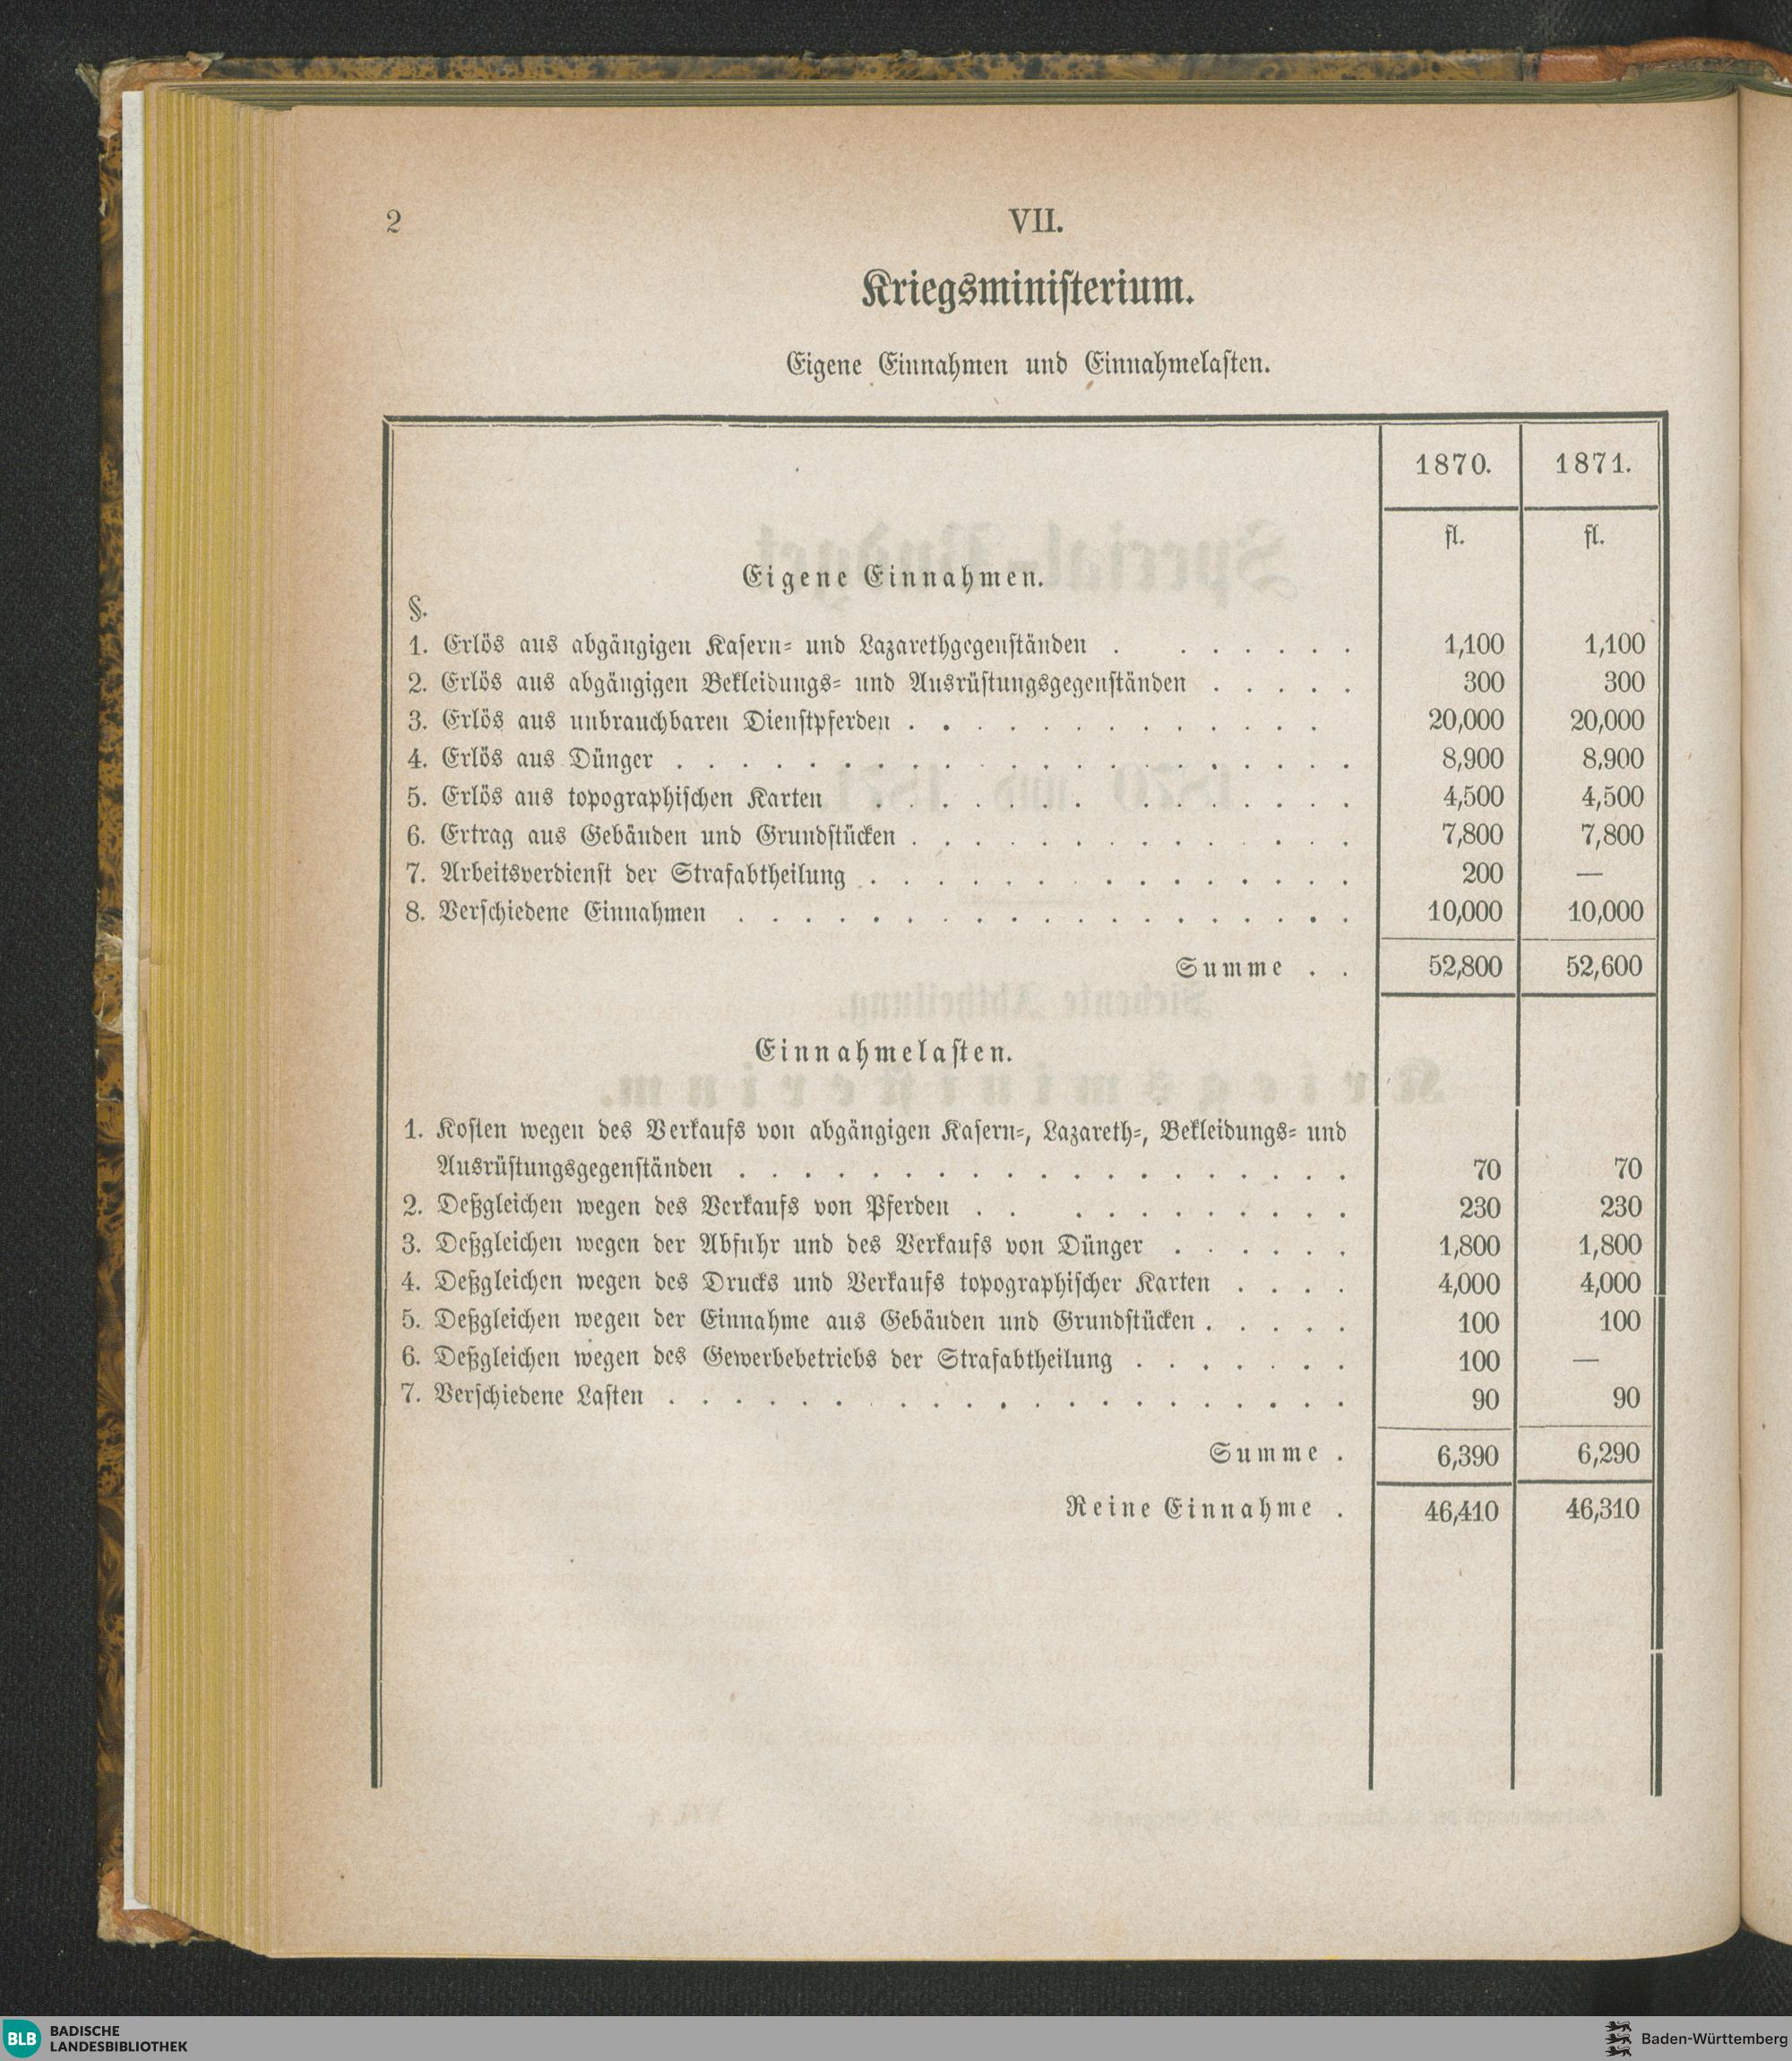 2
VII.
Kriegsministerium.
Eigene Einnahmen und Einnahmelasten.
1870. 1871.
fl. fl.
Eigene Einnahmen.
§.
1. Erlös aus abgängigen Kasern- und Lazarethgegenständen . . . . . . . 1,100 1,100
2. Erlös aus abgängigen Bekleidungs- und Ausrüstungsgegenständen . . . . . 300 300
3. Erlös aus unbrauchbaren Dienstpferden . . . . . . . . . . . . . 20,000 20,000
4. Erlös aus Dünger . . . . . . . . . . . . . . . . . . . . . 8,900 8,900
5. Erlös aus topographischen Karten . . . . . . . . . . . . . . . 4,500 4,500
6. Ertrag aus Gebäuden und Grundstücken . . . . . . . . . . . . . . 7,800 7,800
7. Arbeitsverdienst der Strafabtheilung . . . . . . . . . . . . . . 200 —
8. Verschiedene Einnahmen . . . . . . . . . . . . . . . . . . . 10,000 10,000
Summe . . 52,800 52,600
Einnahmelasten.
1. Kosten wegen des Verkaufs von abgängigen Kasern-, Lazareth-, Bekleidungs- und
Ausrüstungsgegenständen . . . . . . . . . . . . . . . . . . . 70 70
2. Deßgleichen wegen des Verkaufs von Pferden . . . . . . . . . . . 230 230
3. Deßgleichen wegen der Abfuhr und des Verkaufs von Dünger . . . . . . 1,800 1,800
4. Deßgleichen wegen des Drucks und Verkaufs topographischer Karten . . . . 4,000 4,000
5. Deßgleichen wegen der Einnahme aus Gebäuden und Grundstücken . . . . . 100 100
6. Deßgleichen wegen des Gewerbebetriebs der Strafabtheilung . . . . . . . 100 —
7. Verschiedene Lasten . . . . . . . . . . . . . . . . . . . . 90 90
Summe . 6,390 6,290
Reine Einnahme . 46,410 46,310
BLB BADISCHE
LANDESBIBLIOTHEK
Baden-Württemberg